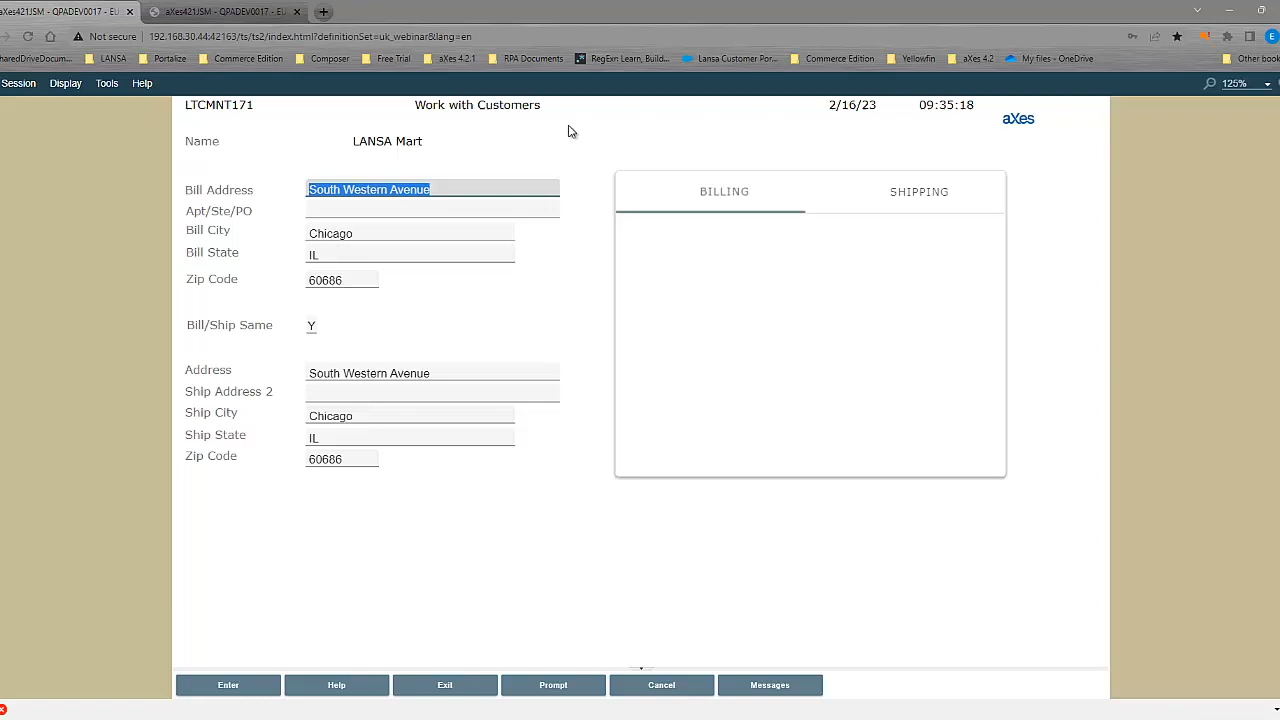 aXes421JSM - QPADEV0017 - EU
aXes421JSM - QPADEV0017 - EU
Not secure 192.168.30.44:42163/ts/ts2/index.html?definitionSet=uk_webinar&lang=en
SharedDriveDocum... LANSA Portalize Commerce Edition Composer Free Trial aXes 4.2.1 RPA Documents RegExn Learn, Build... Lansa Customer Por... Commerce Edition Yellowfin aXes 4.2 My files - OneDrive Other book
Session Display Tools Help 125%
LTCMNT171 Work with Customers 2/16/23 09:35:18
aXes
Name LANSA Mart
Bill Address South Western Avenue
Apt/Ste/PO
Bill City Chicago
Bill State IL
Zip Code 60686
Bill/Ship Same Y
Address South Western Avenue
Ship Address 2
Ship City Chicago
Ship State IL
Zip Code 60686
BILLING SHIPPING
Enter Help Exit Prompt Cancel Messages